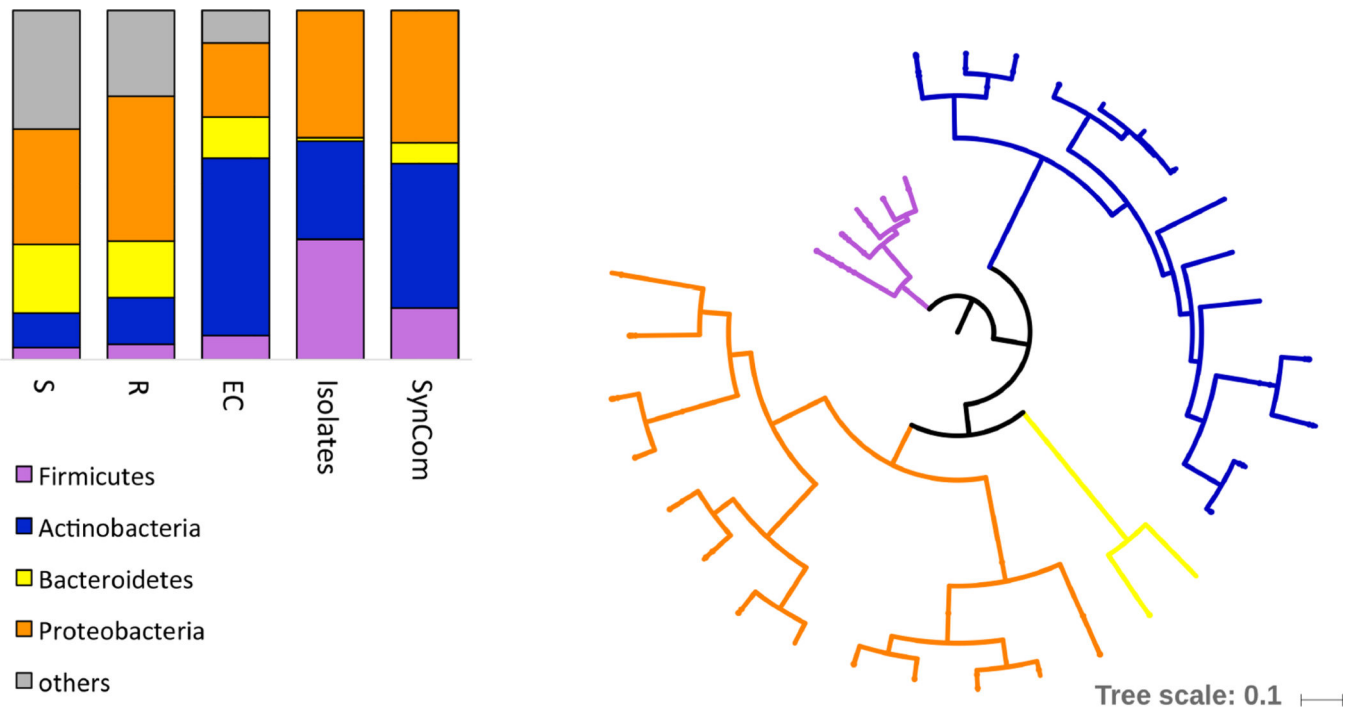 S
R
EC
Isolates
SynCom
Firmicutes
Actinobacteria
Bacteroidetes
Proteobacteria
others
Tree scale: 0.1